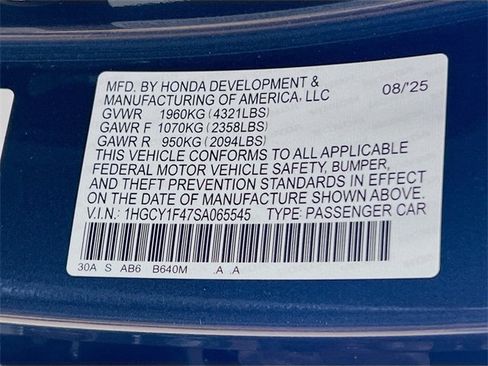 MFD. BY HONDA DEVELOPMENT & 08/'25
MANUFACTURING OF AMERICA, LLC
GVWR 1960KG (4321LBS)
GAWR F 1070KG (2358LBS)
GAWR R 950KG (2094LBS)
THIS VEHICLE CONFORMS TO ALL APPLICABLE
FEDERAL MOTOR VEHICLE SAFETY, BUMPER,
AND THEFT PREVENTION STANDARDS IN EFFECT
ON THE DATE OF MANUFACTURE SHOWN ABOVE.
V.I.N.: 1HGCY1F47SA065545 TYPE: PASSENGER CAR
30A S AB6 B640M .A .A